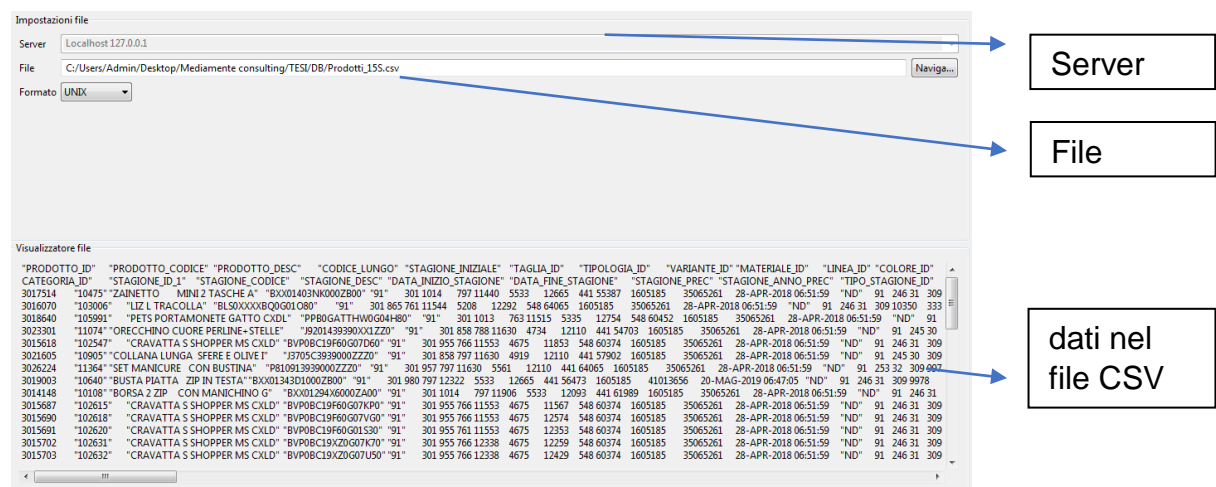 Impostazioni file
Server Localhost 127.0.0.1
File C:/Users/Admin/Desktop/Mediamente consulting/TESI/DB/Prodotti_15S.csv Naviga...
Formato UNIX
Server
File
Visualizzatore file
"PRODOTTO_ID" "PRODOTTO_CODICE" "PRODOTTO_DESC" "CODICE_LUNGO" "STAGIONE_INIZIALE" "TAGLIA_ID" "TIPOLOGIA_ID" "VARIANTE_ID" "MATERIALE_ID" "LINEA_ID" "COLORE_ID"
CATEGORIA_ID" "STAGIONE_ID_1" "STAGIONE_CODICE" "STAGIONE_DESC" "DATA_INIZIO_STAGIONE" "DATA_FINE_STAGIONE" "STAGIONE_PREC" "STAGIONE_ANNO_PREC" "TIPO_STAGIONE_ID"
3017514 "10475" "ZAINETTO MINI 2 TASCHE A" "BXX01403NK000ZB00" "91" 301 1014 797 11440 5533 12665 441 55387 1605185 35065261 28-APR-2018 06:51:59 "ND" 91 246 31 309
3016070 "103006" "LIZ L TRACOLLA" "BLS0XXXXBQ0G01O80" "91" 301 865 761 11544 5208 12292 548 64065 1605185 35065261 28-APR-2018 06:51:59 "ND" 91 246 31 309 10350 333
3018640 "105991" "PETS PORTAMONETE GATTO CXDL" "PPB0GATTHW0G04H80" "91" 301 1013 763 11515 5335 12754 548 60452 1605185 35065261 28-APR-2018 06:51:59 "ND" 91
3023301 "11074" "ORECCHINO CUORE PERLINE+STELLE" "J9201439390XX1ZZ0" "91" 301 858 788 11630 4734 12110 441 54703 1605185 35065261 28-APR-2018 06:51:59 "ND" 91 245 30
3015618 "102547" "CRAVATTA S SHOPPER MS CXLD" "BVP0BC19F60G07D60" "91" 301 955 766 11553 4675 11853 548 60374 1605185 35065261 28-APR-2018 06:51:59 "ND" 91 246 31 309
3021605 "10905" "COLLANA LUNGA SFERE E OLIVE I" "J3705C3939000ZZZ0" "91" 301 858 797 11630 4919 12110 441 57902 1605185 35065261 28-APR-2018 06:51:59 "ND" 91 245 30 309
3026224 "11364" "SET MANICURE CON BUSTINA" "P810913939000ZZZ0" "91" 301 957 797 11630 5561 12110 441 64065 1605185 35065261 28-APR-2018 06:51:59 "ND" 91 253 32 309 997
3019003 "10640" "BUSTA PIATTA ZIP IN TESTA" "BXX01343D1000ZB00" "91" 301 980 797 12322 5533 12665 441 56473 1605185 41013656 20-MAG-2019 06:47:05 "ND" 91 246 31 309 9978
3014148 "10108" "BORSA 2 ZIP CON MANICHINO G" "BXX01294X6000ZA00" "91" 301 1014 797 11906 5533 12093 441 61989 1605185 35065261 28-APR-2018 06:51:59 "ND" 91 246 31
3015687 "102615" "CRAVATTA S SHOPPER MS CXLD" "BVP0BC19F60G07KP0" "91" 301 955 766 11553 4675 11567 548 60374 1605185 35065261 28-APR-2018 06:51:59 "ND" 91 246 31 309
3015690 "102618" "CRAVATTA S SHOPPER MS CXLD" "BVP0BC19F60G07VG0" "91" 301 955 766 11553 4675 12574 548 60374 1605185 35065261 28-APR-2018 06:51:59 "ND" 91 246 31 309
3015691 "102620" "CRAVATTA S SHOPPER MS CXLD" "BVP0BC19F60G01S30" "91" 301 955 761 11553 4675 12353 548 60374 1605185 35065261 28-APR-2018 06:51:59 "ND" 91 246 31 309
3015702 "102631" "CRAVATTA S SHOPPER MS CXLD" "BVP0BC19XZ0G07K70" "91" 301 955 766 12338 4675 12259 548 60374 1605185 35065261 28-APR-2018 06:51:59 "ND" 91 246 31 309
3015703 "102632" "CRAVATTA S SHOPPER MS CXLD" "BVP0BC19XZ0G07U50" "91" 301 955 766 12338 4675 12429 548 60374 1605185 35065261 28-APR-2018 06:51:59 "ND" 91 246 31 309
dati nel
file CSV